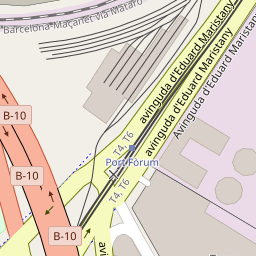 Barcelona-Maçanet via Mataró
avinguda d'Eduard Maristany
avinguda d'Eduard Maristany
Avinguda d'Eduard Maristany
B-10
T4, T6
Port Fòrum
B-10
T4, T6
B-10
avi